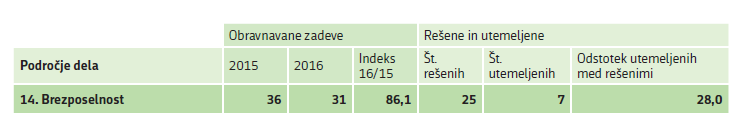 Obravnavane zadeve Rešene in utemeljene
Področje dela 2015 2016 Indeks 16/15 Št. rešenih Št. utemeljenih Odstotek utemeljenih med rešenimi
14. Brezposelnost 36 31 86,1 25 7 28,0